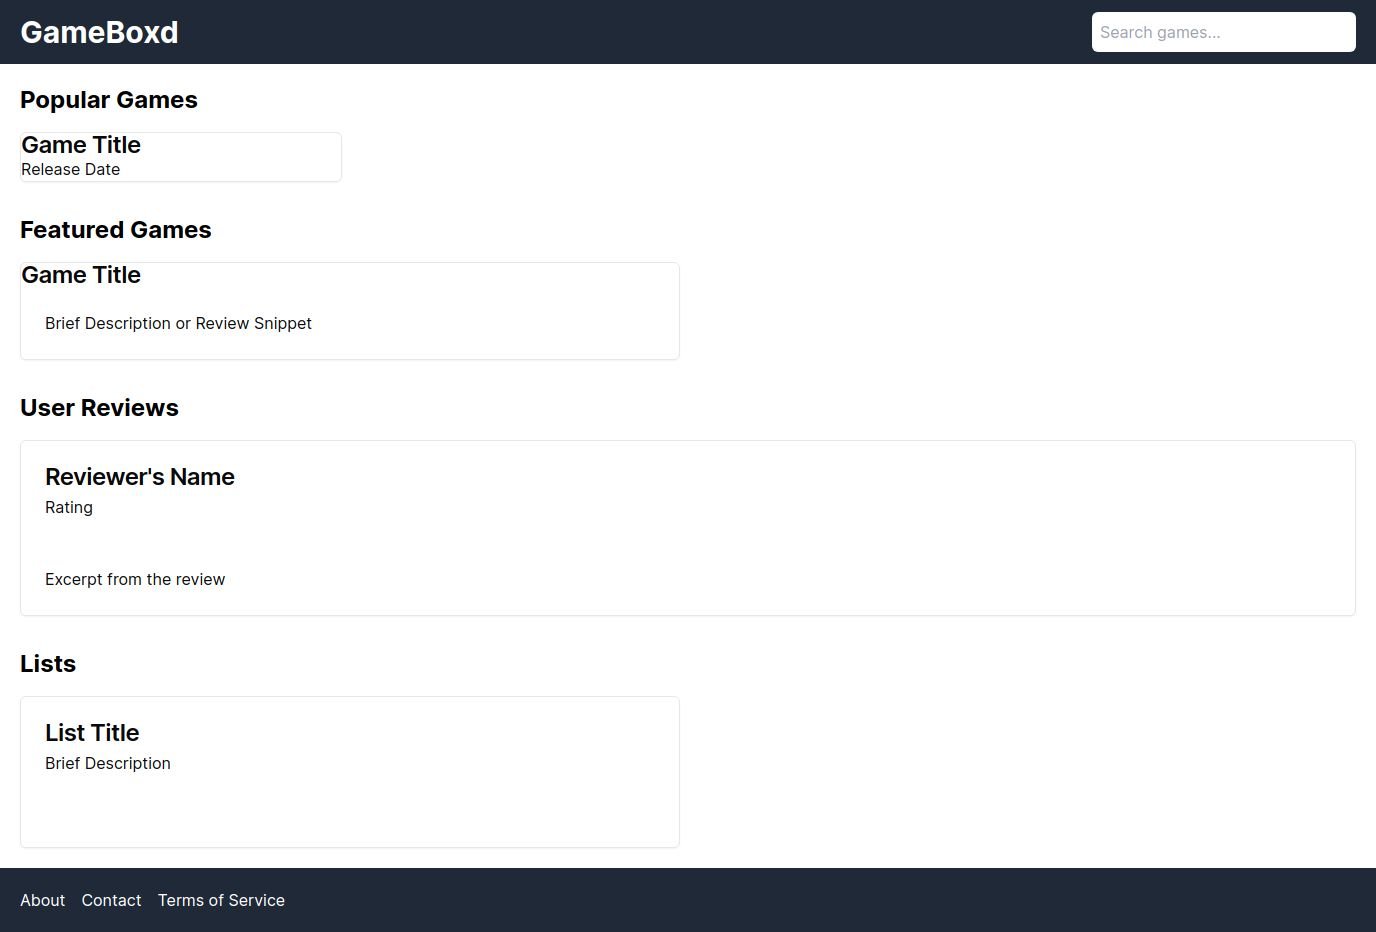 GameBoxd
Search games...
Popular Games
Game Title
Release Date
Featured Games
Game Title
Brief Description or Review Snippet
User Reviews
Reviewer's Name
Rating
Excerpt from the review
Lists
List Title
Brief Description
About Contact Terms of Service